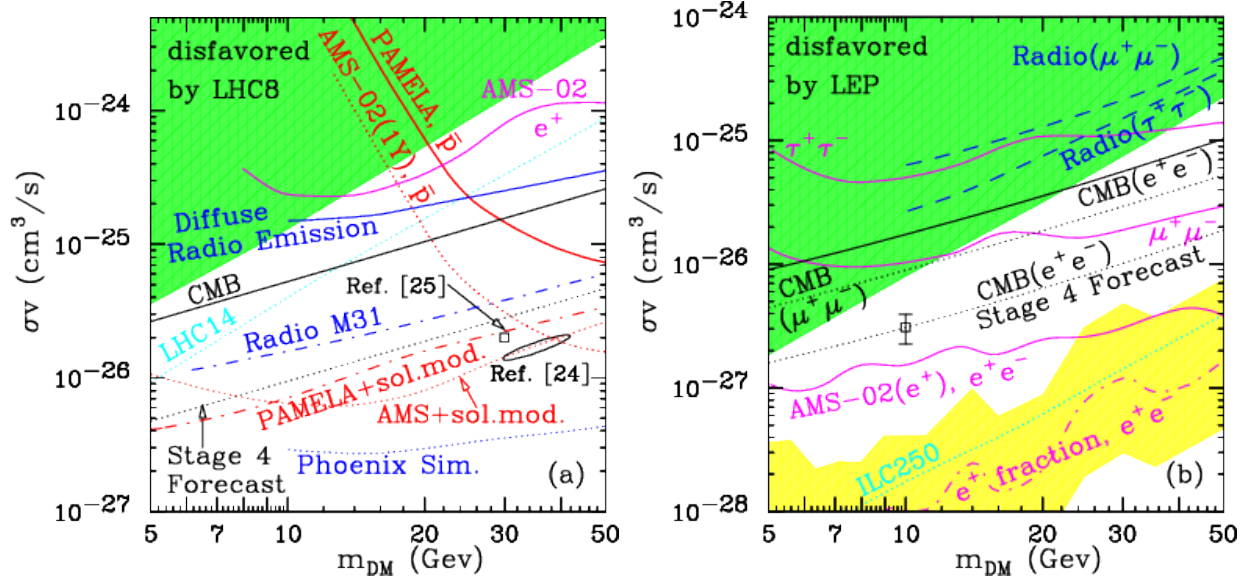 disfavored
by LHC8
PAMELA, p̄
AMS−02(1Y), p̄
AMS−02
e⁺
Diffuse
Radio Emission
CMB
LHC14
Radio M31
Ref. [25]
Ref. [24]
PAMELA+sol.mod.
AMS+sol.mod.
Stage 4
Forecast
Phoenix Sim.
(a)
10⁻²⁴
10⁻²⁵
10⁻²⁶
10⁻²⁷
σv (cm³/s)
5 7 10 20 30 50
m_DM (Gev)
disfavored
by LEP
Radio(μ⁺μ⁻)
Radio(τ⁺τ⁻)
τ⁺τ⁻
CMB(e⁺e⁻)
μ⁺μ⁻
CMB
(μ⁺μ⁻)
CMB(e⁺e⁻)
Stage 4 Forecast
AMS−02(e⁺), e⁺e⁻
ILC250
e⁺ fraction, e⁺e⁻
(b)
10⁻²⁴
10⁻²⁵
10⁻²⁶
10⁻²⁷
10⁻²⁸
σv (cm³/s)
5 7 10 20 30 50
m_DM (Gev)